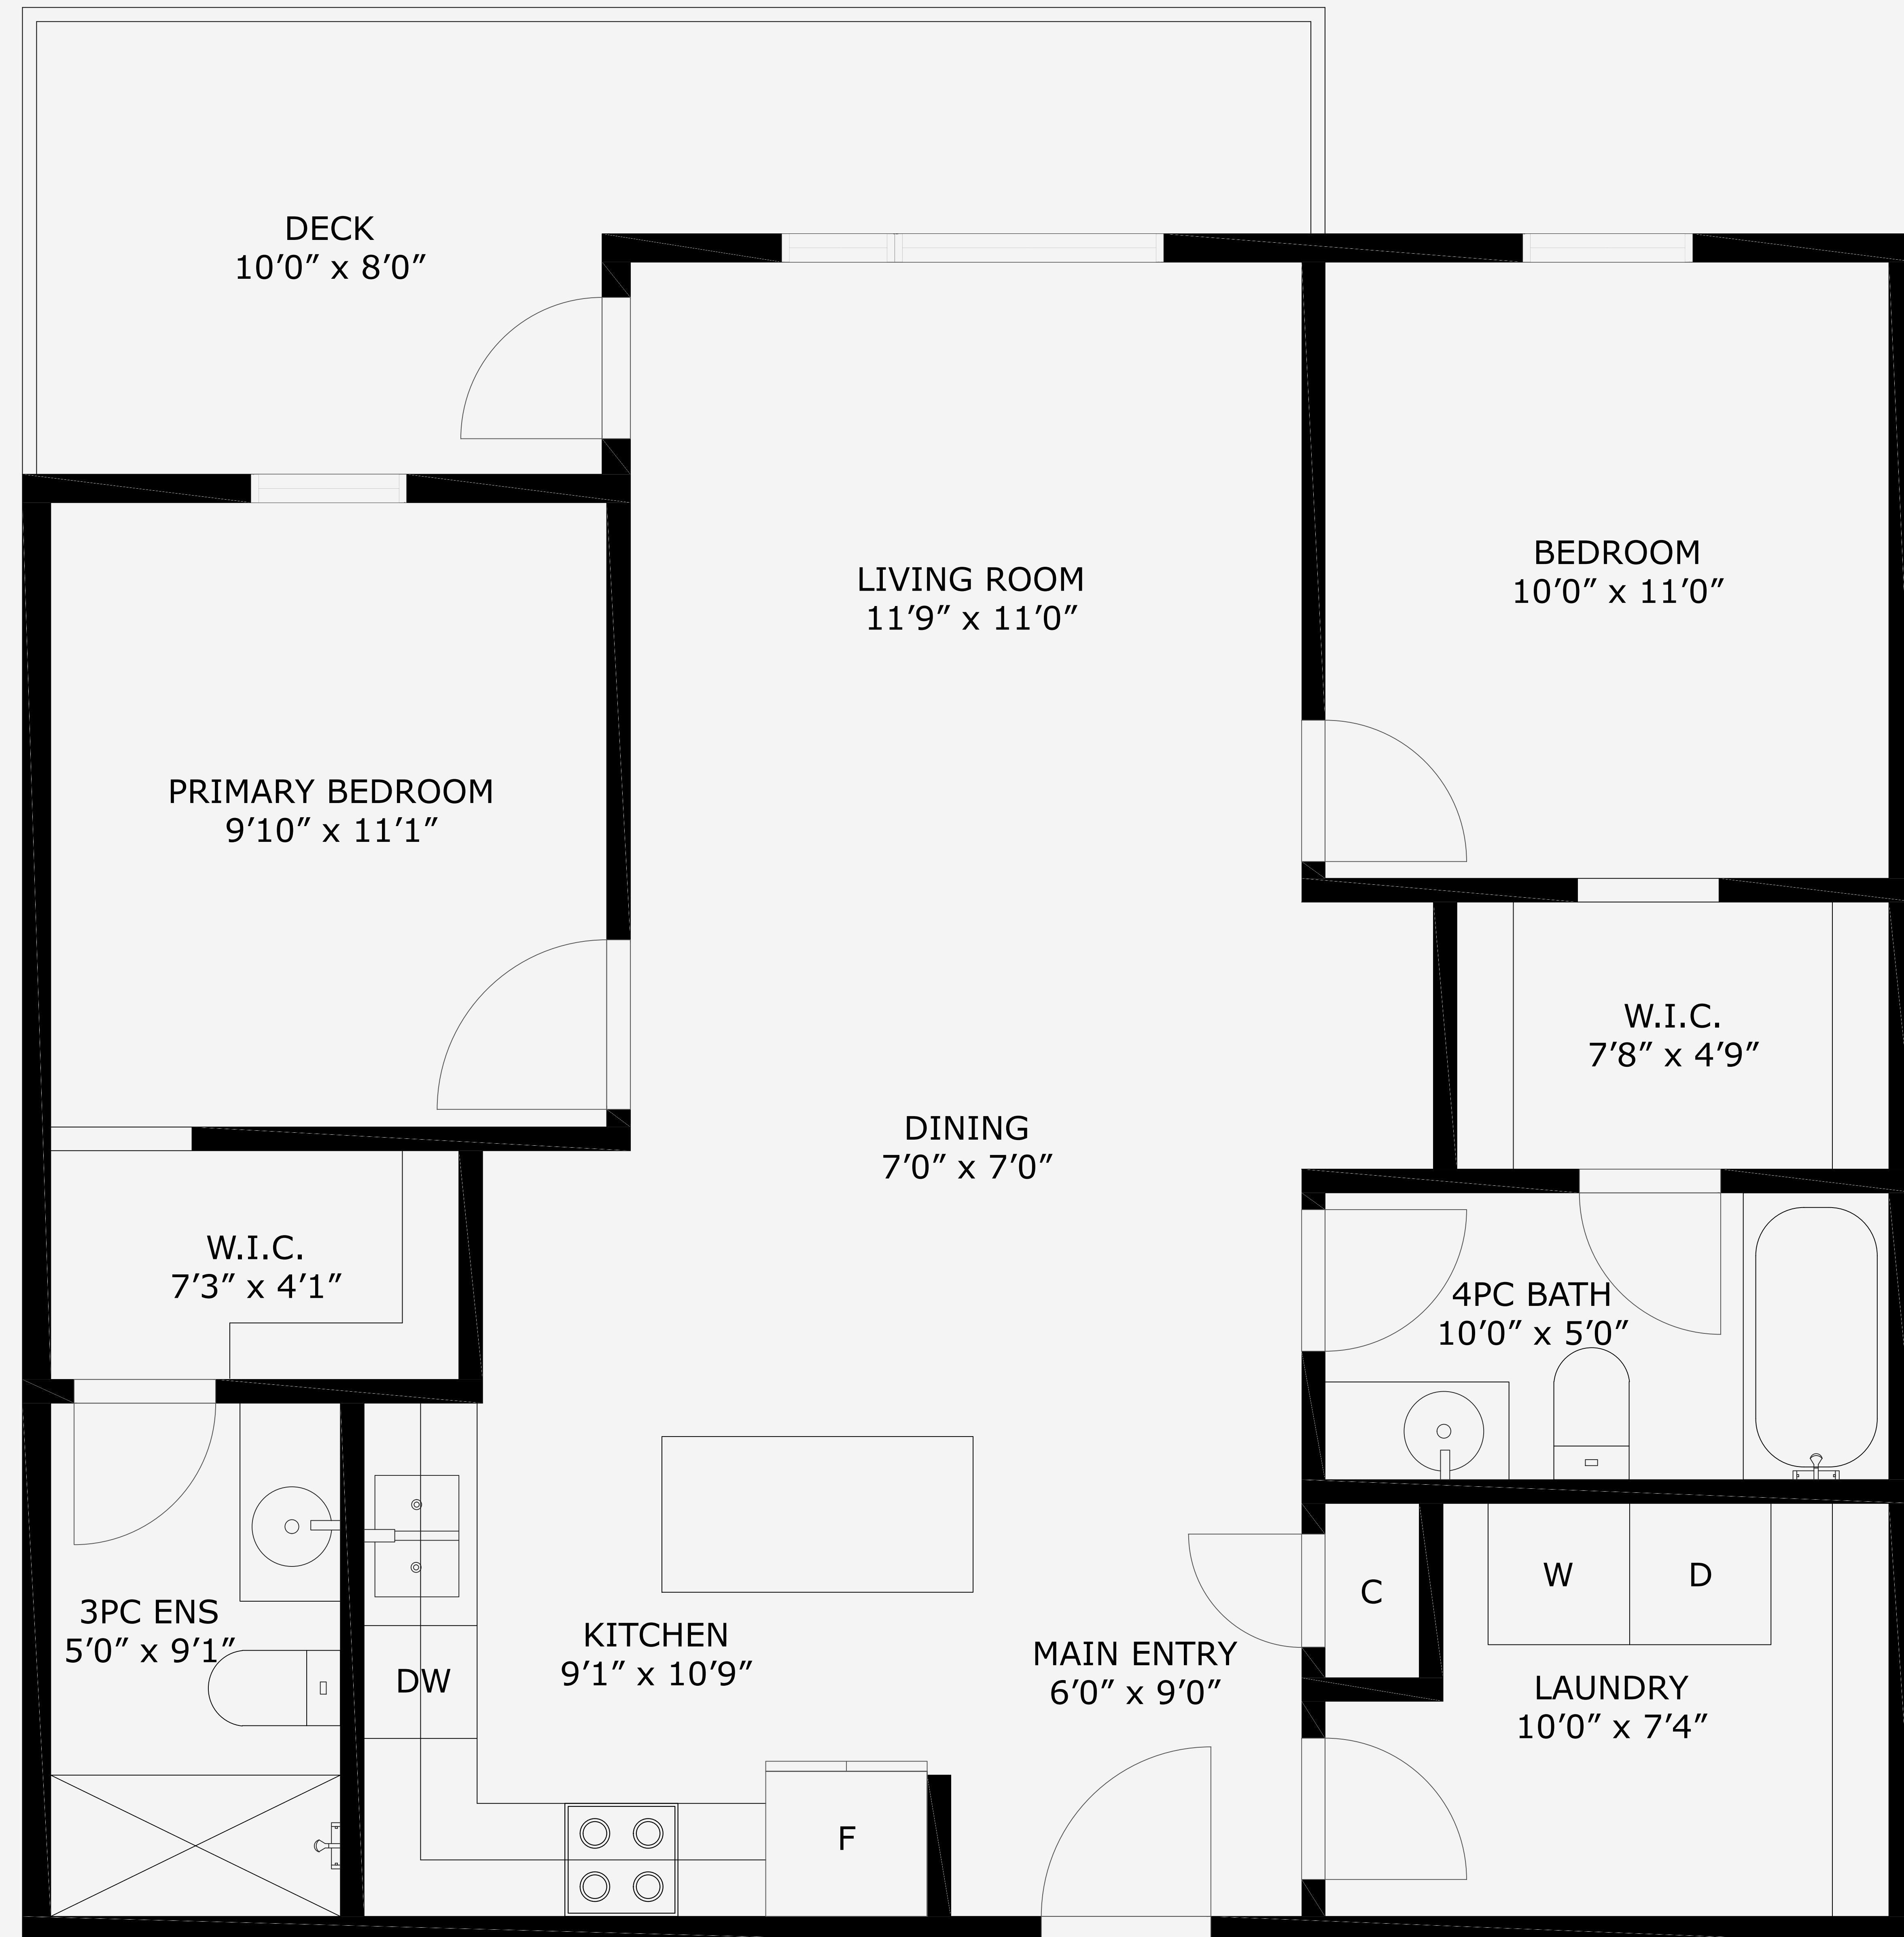 DECK
10′0″ x 8′0″
LIVING ROOM
11′9″ x 11′0″
BEDROOM
10′0″ x 11′0″
PRIMARY BEDROOM
9′10″ x 11′1″
W.I.C.
7′8″ x 4′9″
DINING
7′0″ x 7′0″
W.I.C.
7′3″ x 4′1″
4PC BATH
10′0″ x 5′0″
3PC ENS
5′0″ x 9′1″
DW
KITCHEN
9′1″ x 10′9″
F
MAIN ENTRY
6′0″ x 9′0″
C
W
D
LAUNDRY
10′0″ x 7′4″